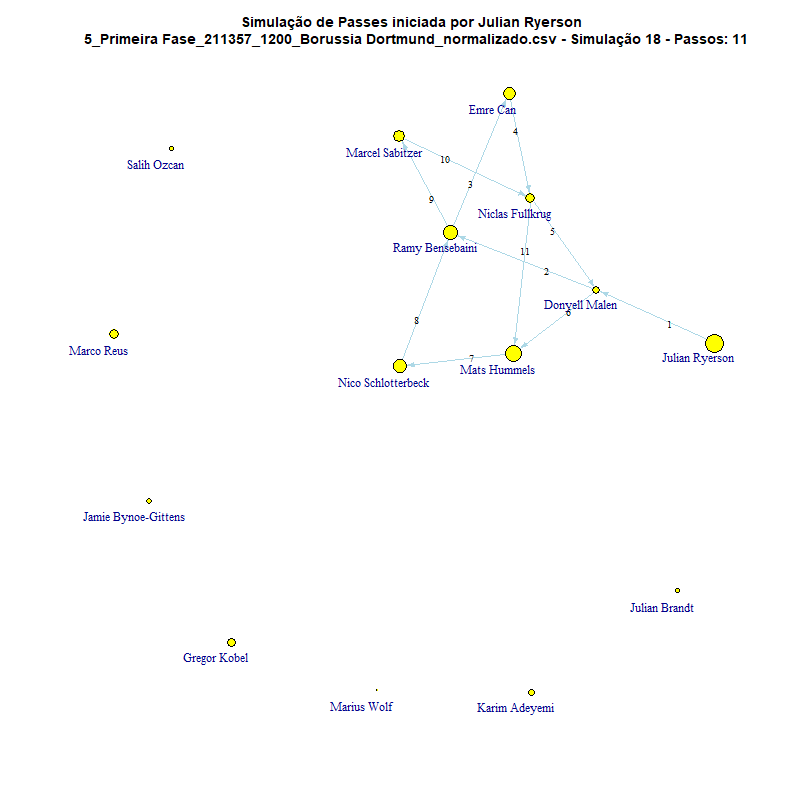 Simulação de Passes iniciada por Julian Ryerson
5_Primeira Fase_211357_1200_Borussia Dortmund_normalizado.csv - Simulação 18 - Passos: 11
Emre Can
4
Marcel Sabitzer
10
Salih Ozcan
3
9
Niclas Fullkrug
5
Ramy Bensebaini
11
2
Donyell Malen
6
8
1
Marco Reus
7
Julian Ryerson
Mats Hummels
Nico Schlotterbeck
Jamie Bynoe-Gittens
Julian Brandt
Gregor Kobel
Marius Wolf
Karim Adeyemi